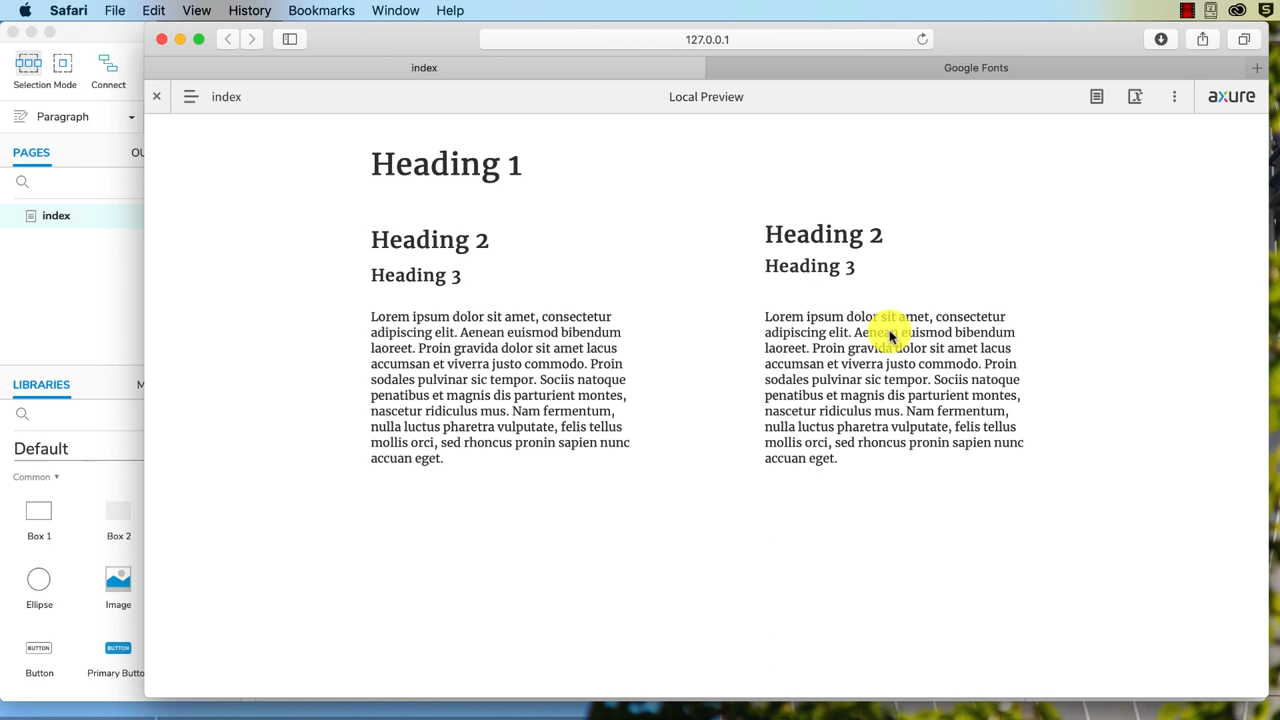 Safari File Edit View History Bookmarks Window Help
127.0.0.1
index
Google Fonts
index
Local Preview
axure
Selection Mode
Connect
Paragraph
PAGES
OU
index
LIBRARIES
M
Default
Common
Box 1
Box 2
Ellipse
Image
BUTTON
Button
BUTTON
Primary Butto
Heading 1
Heading 2
Heading 3
Lorem ipsum dolor sit amet, consectetur
adipiscing elit. Aenean euismod bibendum
laoreet. Proin gravida dolor sit amet lacus
accumsan et viverra justo commodo. Proin
sodales pulvinar sic tempor. Sociis natoque
penatibus et magnis dis parturient montes,
nascetur ridiculus mus. Nam fermentum,
nulla luctus pharetra vulputate, felis tellus
mollis orci, sed rhoncus pronin sapien nunc
accuan eget.
Heading 2
Heading 3
Lorem ipsum dolor sit amet, consectetur
adipiscing elit. Aenean euismod bibendum
laoreet. Proin gravida dolor sit amet lacus
accumsan et viverra justo commodo. Proin
sodales pulvinar sic tempor. Sociis natoque
penatibus et magnis dis parturient montes,
nascetur ridiculus mus. Nam fermentum,
nulla luctus pharetra vulputate, felis tellus
mollis orci, sed rhoncus pronin sapien nunc
accuan eget.